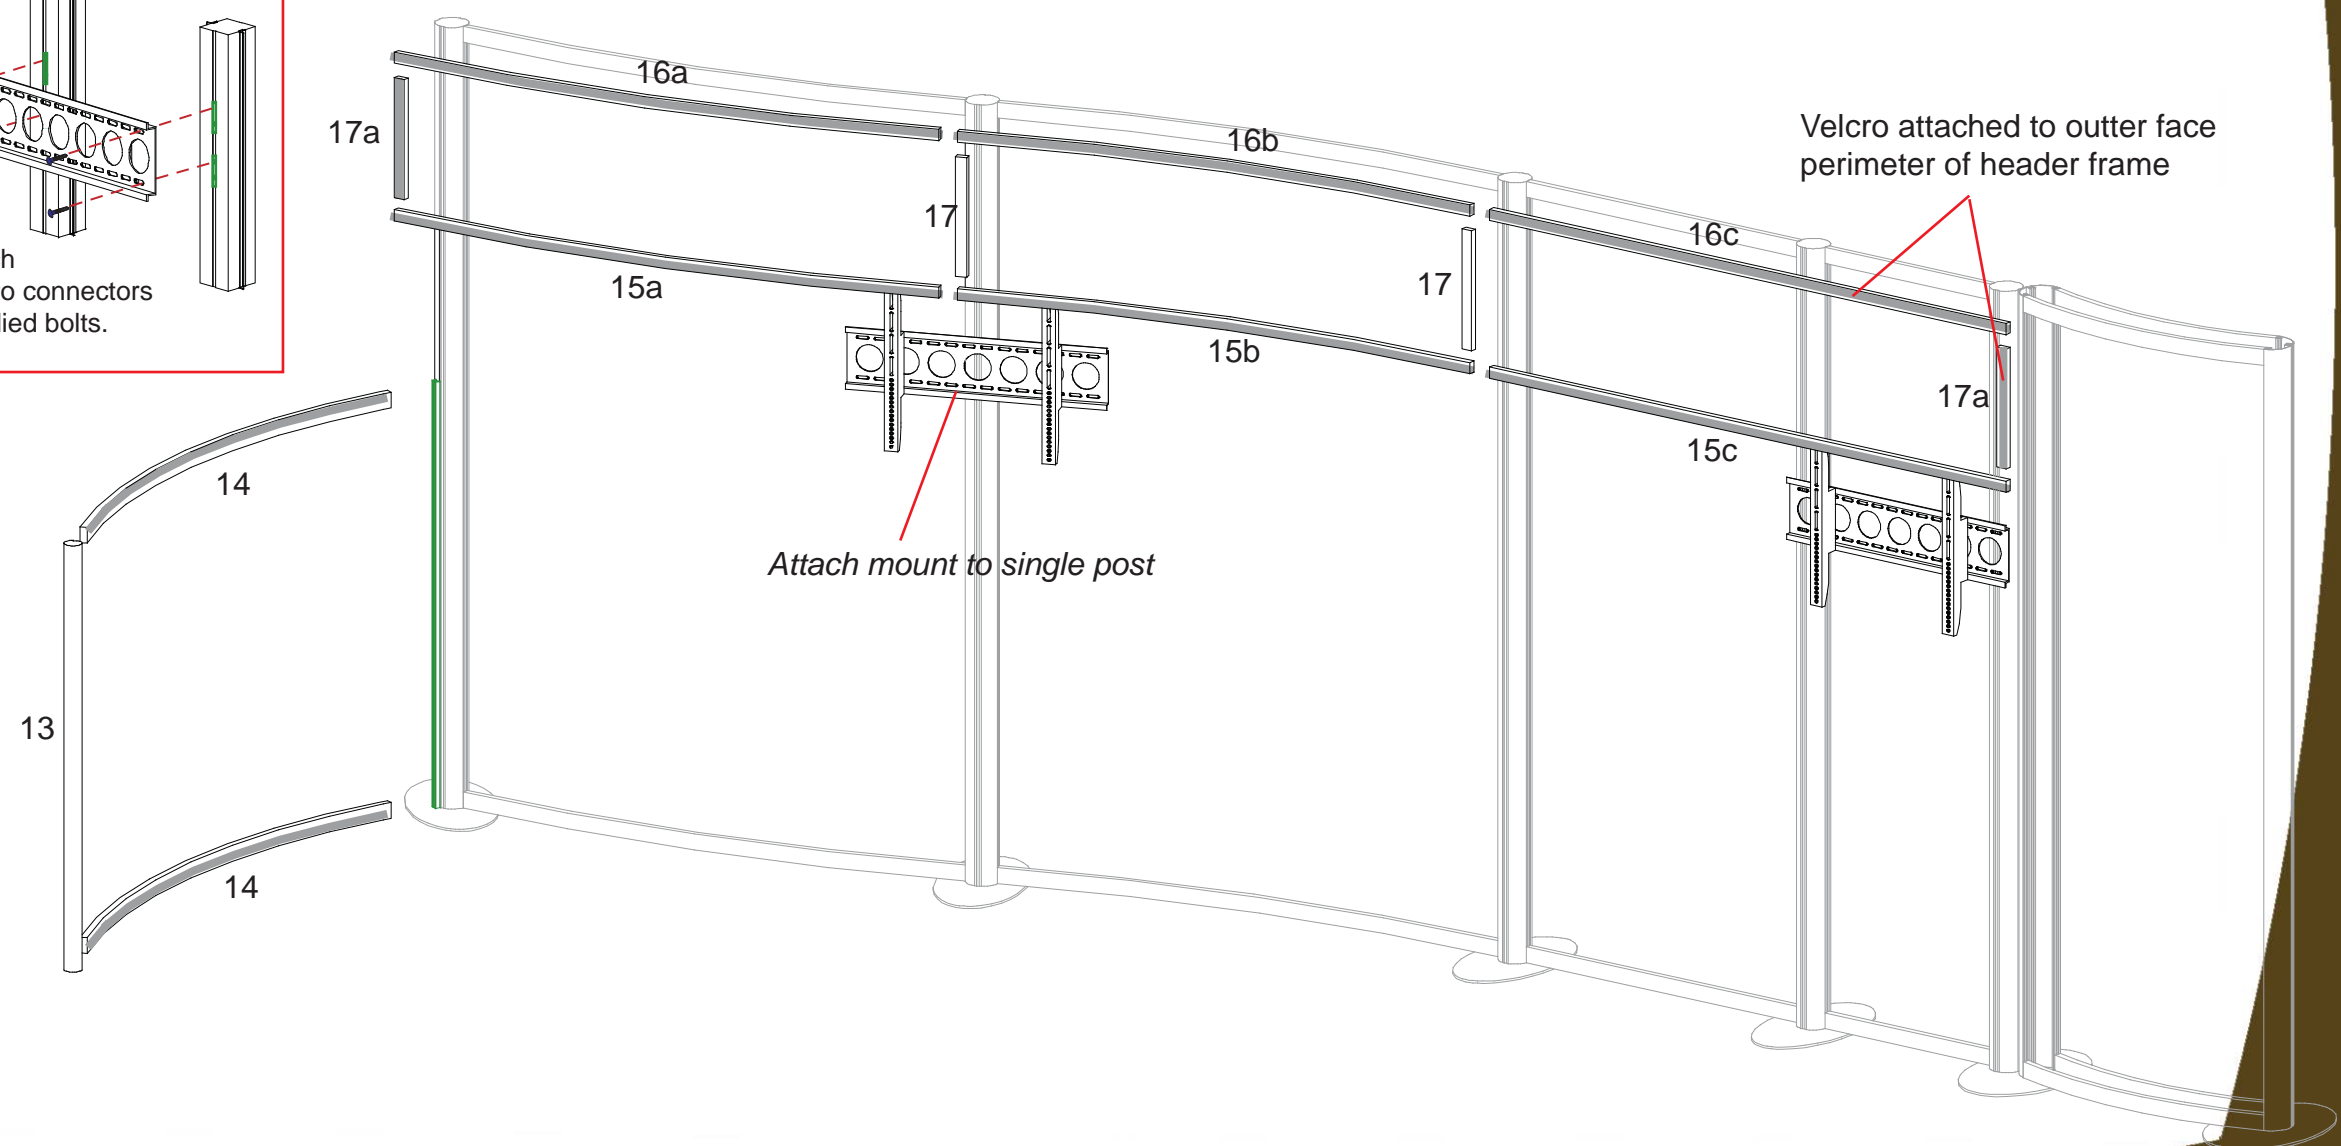 16a
17a
16b
Velcro attached to outter face
perimeter of header frame
17
16c
o connectors
bolts.
15a
17
15b
17a
15c
14
Attach mount to single post
13
14